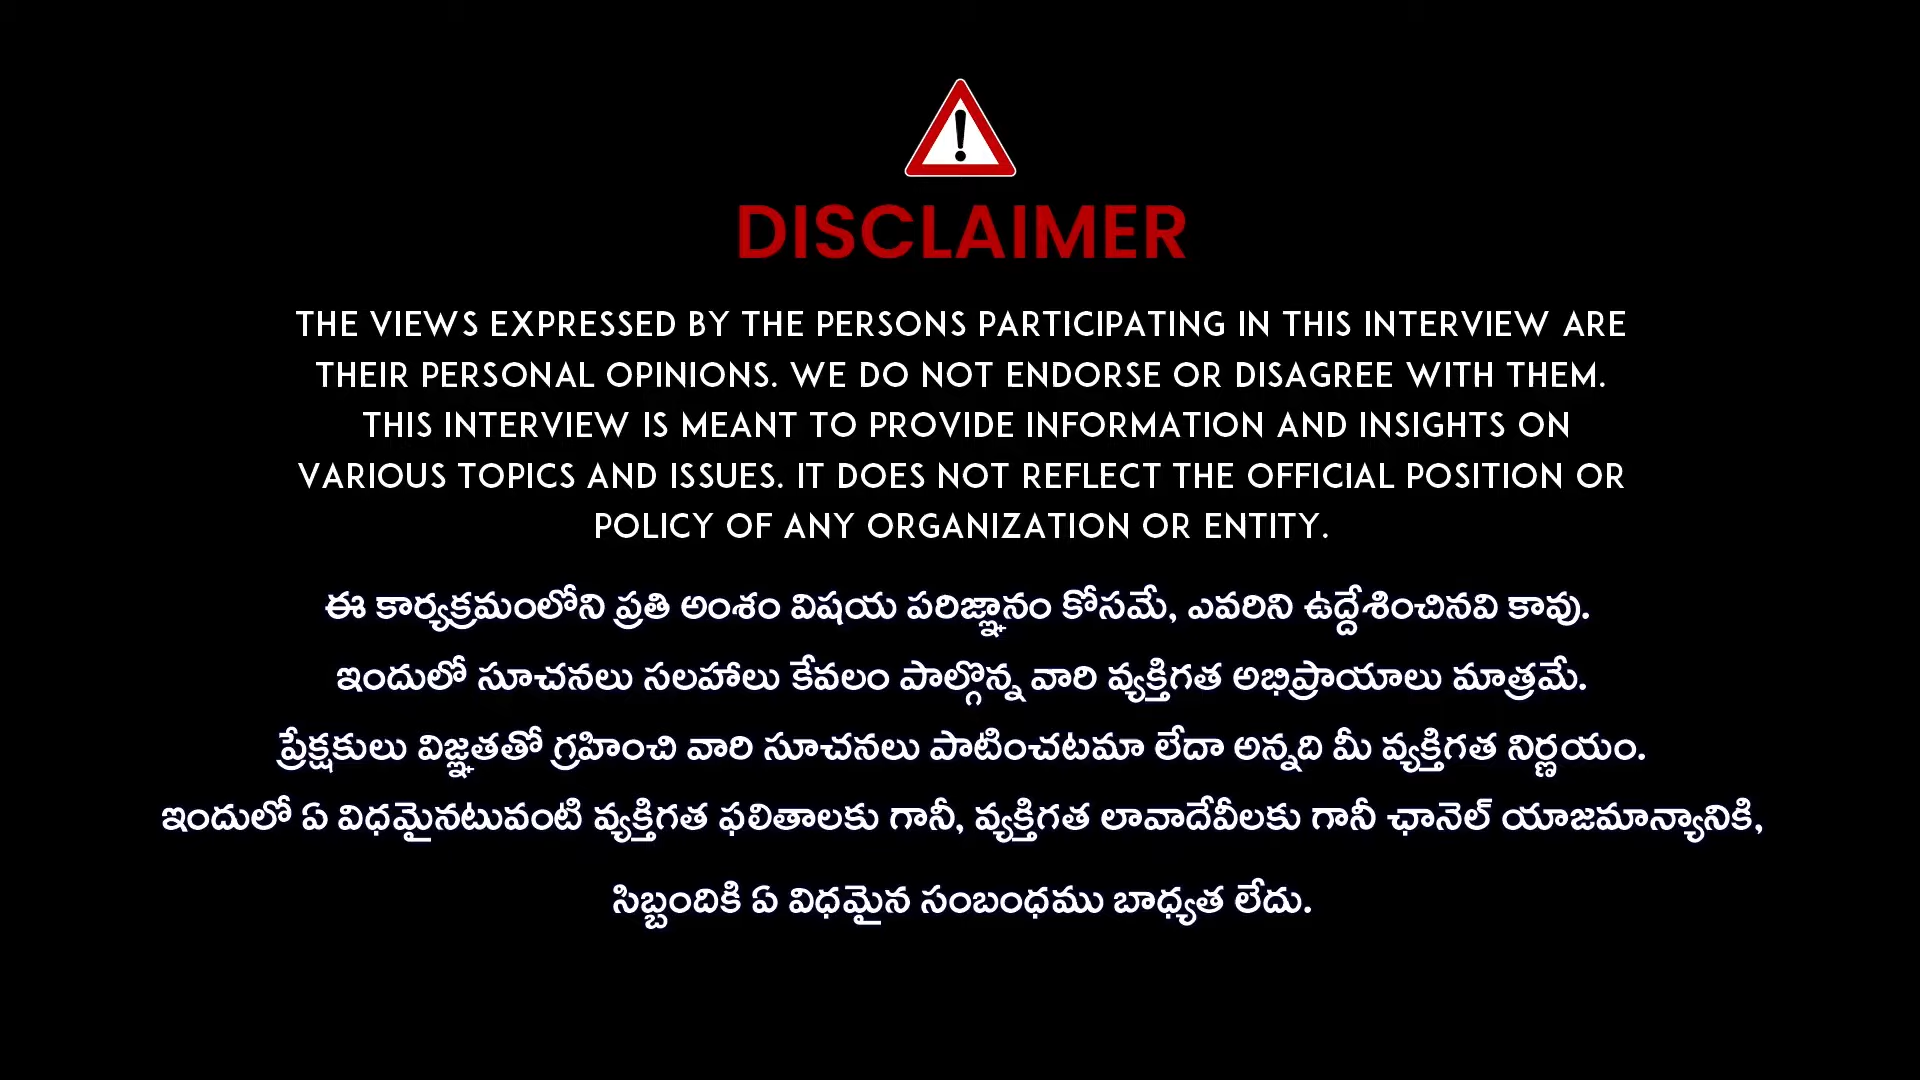 DISCLAIMER
THE VIEWS EXPRESSED BY THE PERSONS PARTICIPATING IN THIS INTERVIEW ARE
THEIR PERSONAL OPINIONS. WE DO NOT ENDORSE OR DISAGREE WITH THEM.
THIS INTERVIEW IS MEANT TO PROVIDE INFORMATION AND INSIGHTS ON
VARIOUS TOPICS AND ISSUES. IT DOES NOT REFLECT THE OFFICIAL POSITION OR
POLICY OF ANY ORGANIZATION OR ENTITY.
ఈ కార్యక్రమంలోని ప్రతి అంశం విషయ పరిజ్ఞానం కోసమే, ఎవరిని ఉద్దేశించినవి కావు.
ఇందులో సూచనలు సలహాలు కేవలం పాల్గొన్న వారి వ్యక్తిగత అభిప్రాయాలు మాత్రమే.
ప్రేక్షకులు విజ్ఞతతో గ్రహించి వారి సూచనలు పాటించటమా లేదా అన్నది మీ వ్యక్తిగత నిర్ణయం.
ఇందులో ఏ విధమైనటువంటి వ్యక్తిగత ఫలితాలకు గానీ, వ్యక్తిగత లావాదేవీలకు గానీ ఛానెల్ యాజమాన్యానికి,
సిబ్బందికి ఏ విధమైన సంబంధము బాధ్యత లేదు.